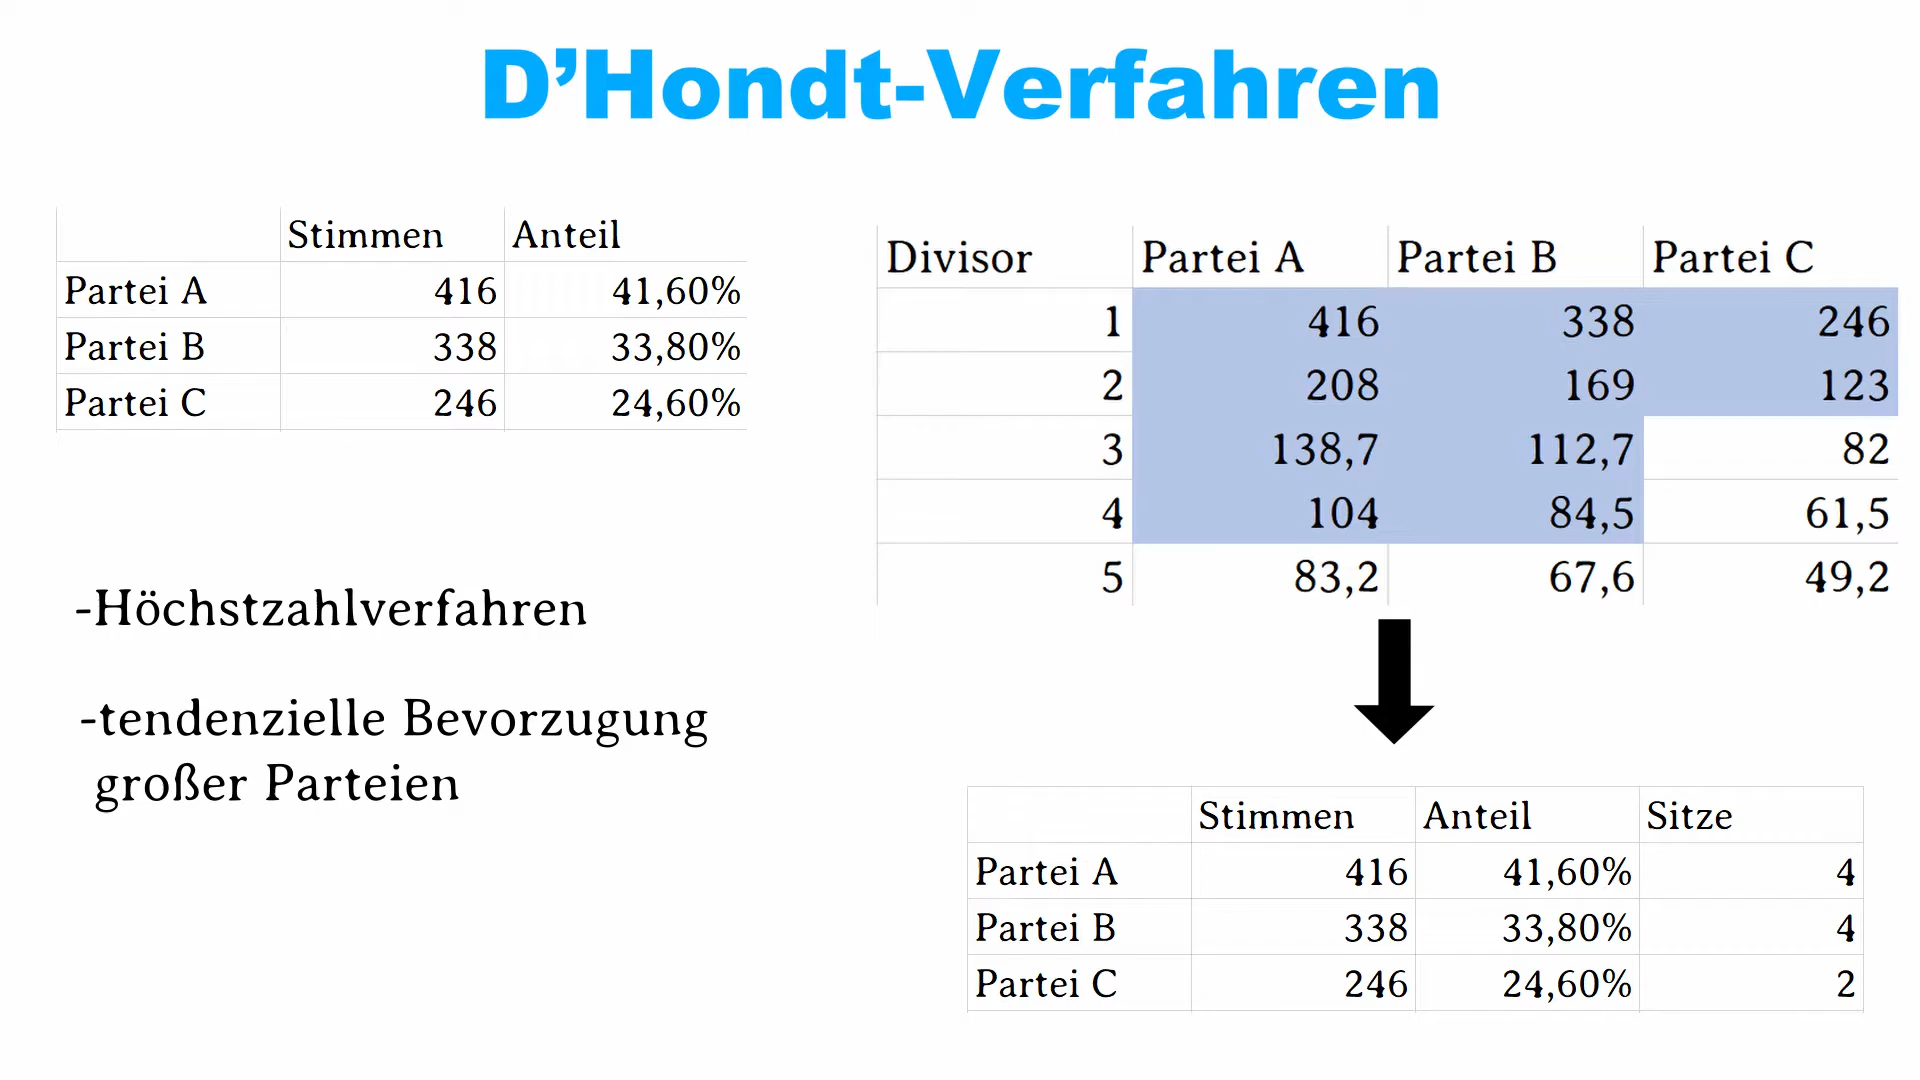 D’Hondt-Verfahren
Stimmen Anteil
Partei A 416 41,60%
Partei B 338 33,80%
Partei C 246 24,60%
-Höchstzahlverfahren
-tendenzielle Bevorzugung
großer Parteien
Divisor Partei A Partei B Partei C
1 416 338 246
2 208 169 123
3 138,7 112,7 82
4 104 84,5 61,5
5 83,2 67,6 49,2
Stimmen Anteil Sitze
Partei A 416 41,60% 4
Partei B 338 33,80% 4
Partei C 246 24,60% 2